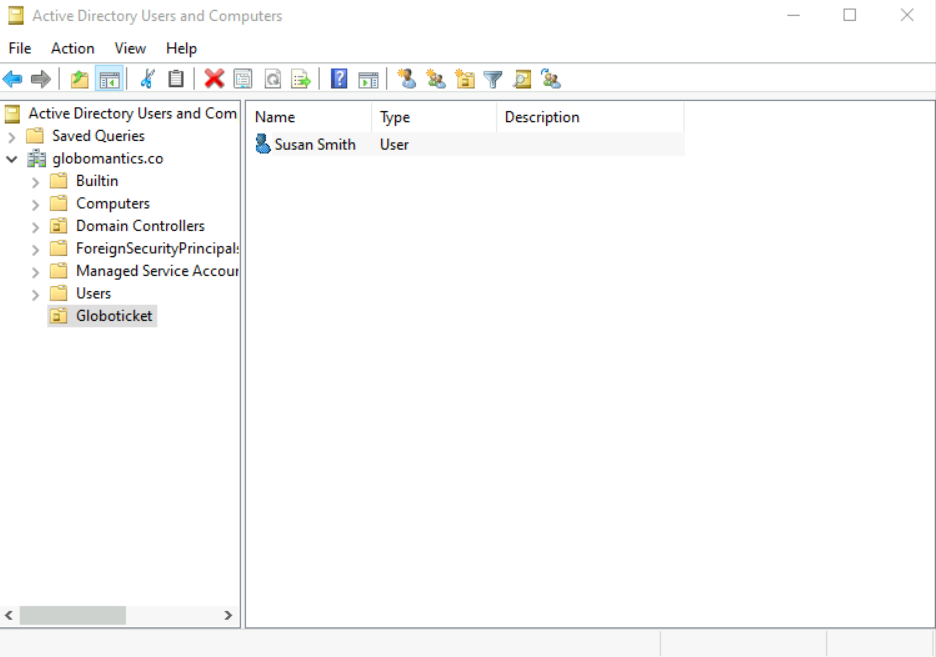 Active Directory Users and Computers
File Action View Help
Active Directory Users and Com
Saved Queries
globomantics.co
Builtin
Computers
Domain Controllers
ForeignSecurityPrincipals
Managed Service Accour
Users
Globoticket
Name Type Description
Susan Smith User